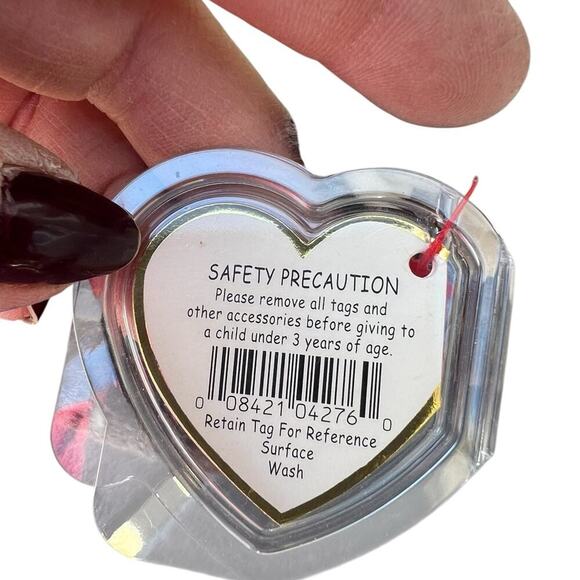 SAFETY PRECAUTION
Please remove all tags and
other accessories before giving to
a child under 3 years of age.
0 08421 04276 0
Retain Tag For Reference
Surface
Wash